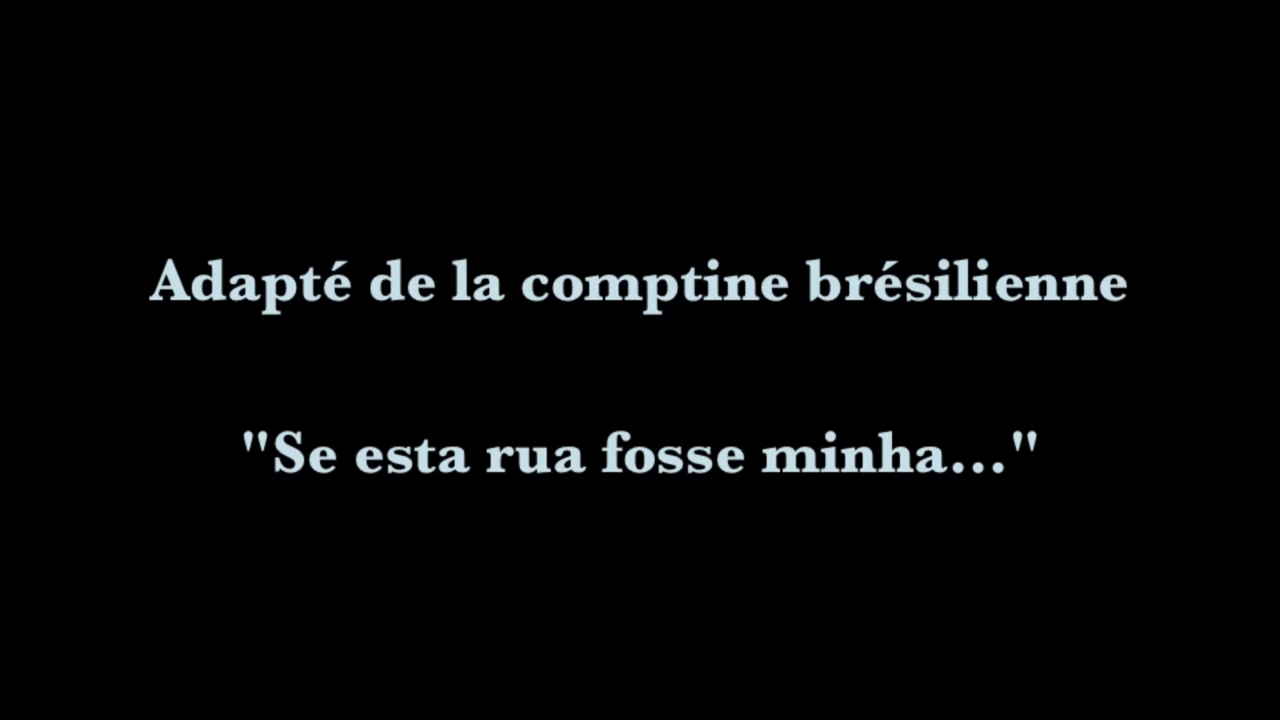 Adapté de la comptine brésilienne
"Se esta rua fosse minha..."